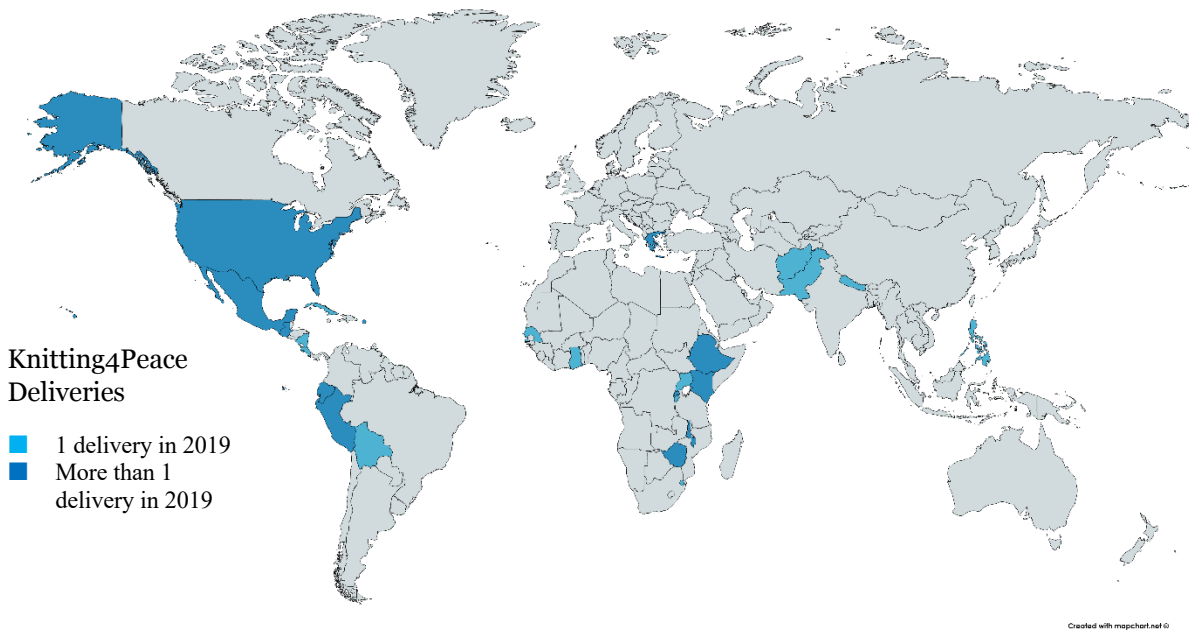 Knitting4Peace
Deliveries
1 delivery in 2019
More than 1
delivery in 2019
Created with mapchart.net ©